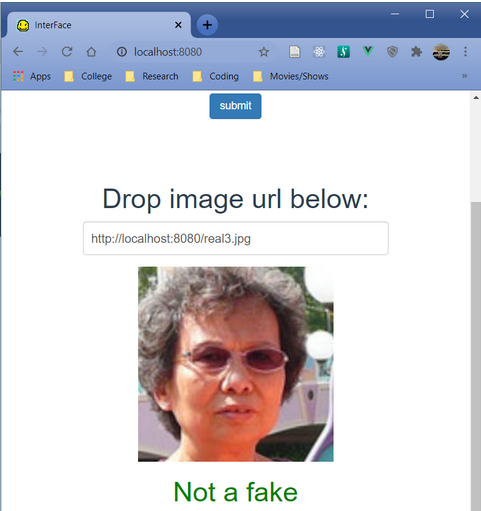 InterFace
localhost:8080
Apps College Research Coding Movies/Shows »
submit
Drop image url below:
http://localhost:8080/real3.jpg
Not a fake